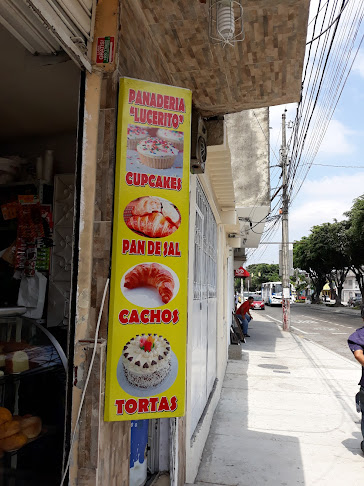 PANADERIA
"LUCERITO"
CUPCAKES
PAN DE SAL
CACHOS
TORTAS